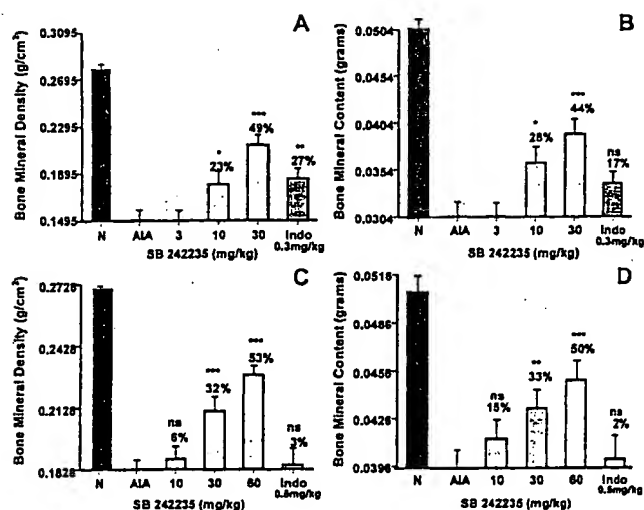 A
Bone Mineral Density (g/cm²)
0.3095
0.2695
0.2295
0.1895
0.1495
*
23%
***
49%
**
27%
N AIA 3 10 30 Indo
0.3mg/kg
SB 242235 (mg/kg)
B
Bone Mineral Content (grams)
0.0504
0.0454
0.0404
0.0354
0.0304
*
28%
***
44%
ns
17%
N AIA 3 10 30 Indo
0.3mg/kg
SB 242235 (mg/kg)
C
Bone Mineral Density (g/cm²)
0.2728
0.2428
0.2128
0.1828
ns
6%
***
32%
***
53%
ns
3%
N AIA 10 30 60 Indo
SB 242235 (mg/kg)
D
Bone Mineral Content (grams)
0.0516
0.0486
0.0456
0.0426
0.0396
ns
15%
**
33%
***
50%
ns
2%
N AIA 10 30 60 Indo
0.5mg/kg
SB 242235 (mg/kg)